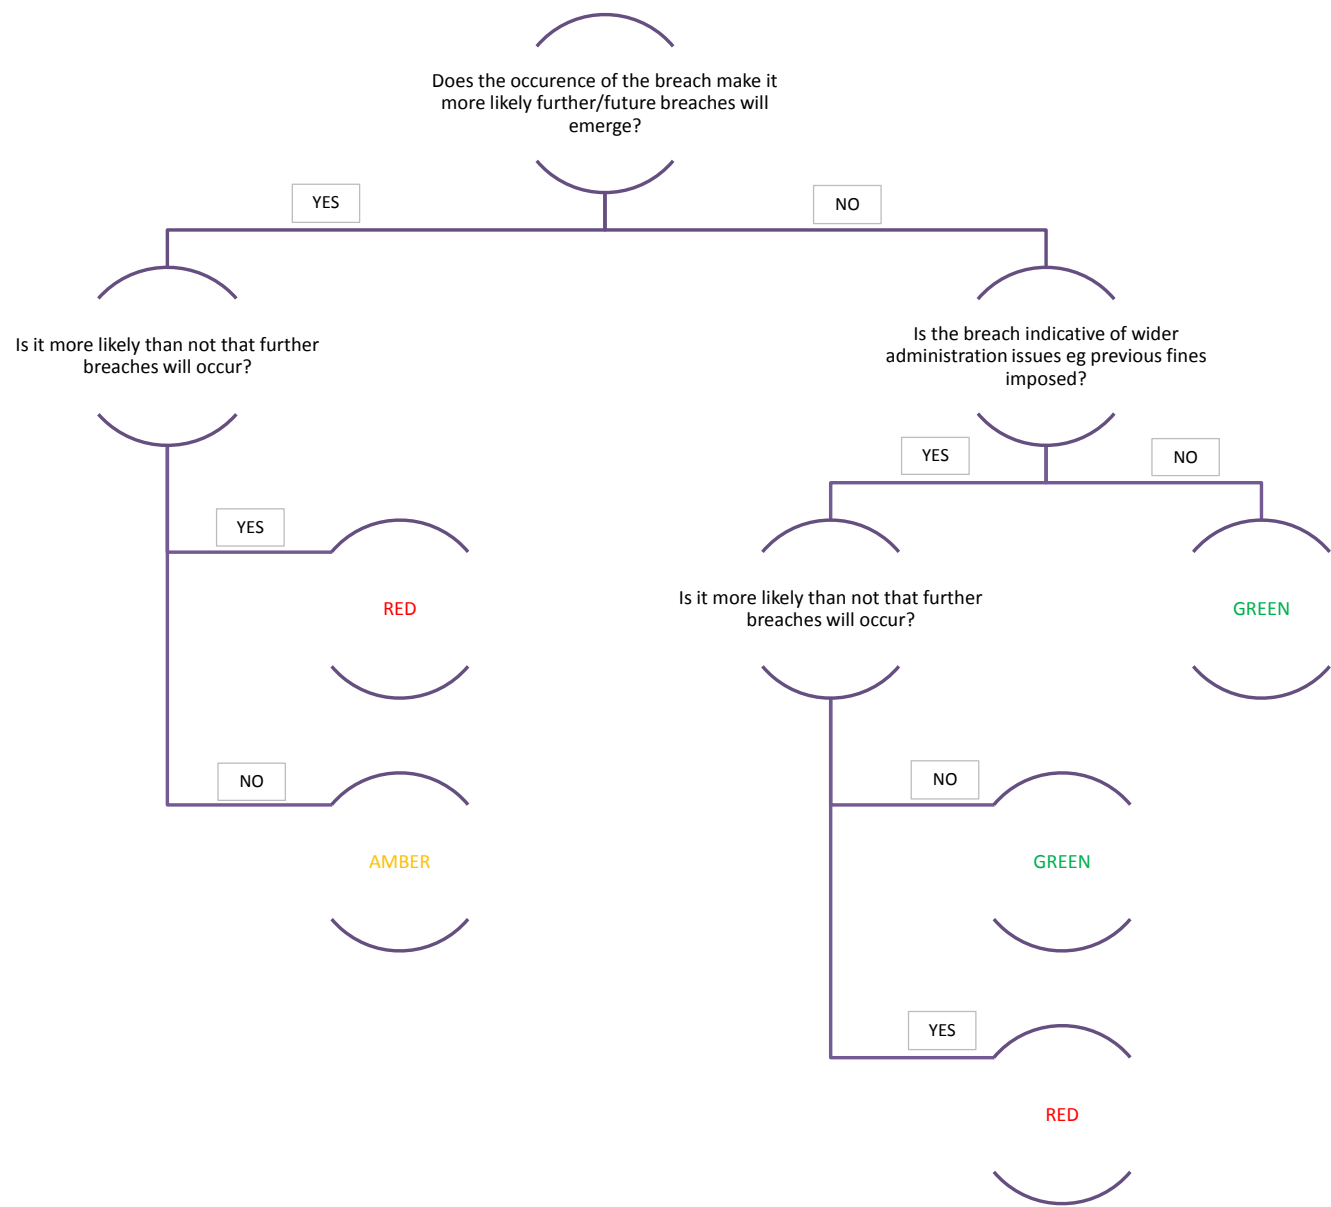 Does the occurence of the breach make it
more likely further/future breaches will
emerge?
YES
NO
Is it more likely than not that further
breaches will occur?
Is the breach indicative of wider
administration issues eg previous fines
imposed?
YES
NO
YES
RED
Is it more likely than not that further
breaches will occur?
GREEN
NO
AMBER
NO
GREEN
YES
RED